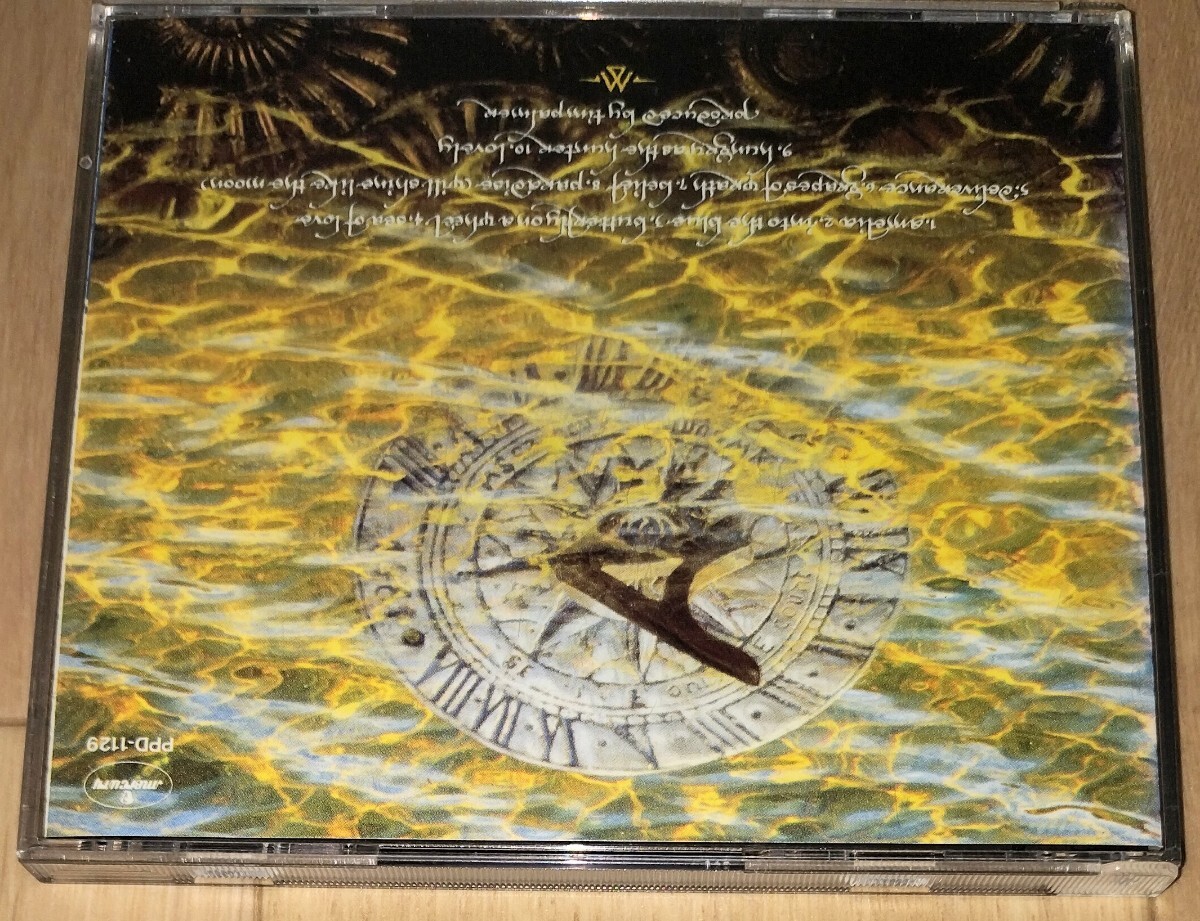 1. amelia 2. into the blue 3. butterfly on a wheel 4. sea of love
5. deliverance 6. grapes of wrath 7. belief 8. paradise (will shine like the moon)
9. hungry as the hunter 10. lovely
produced by tim palmer
mercury
PPD-1129